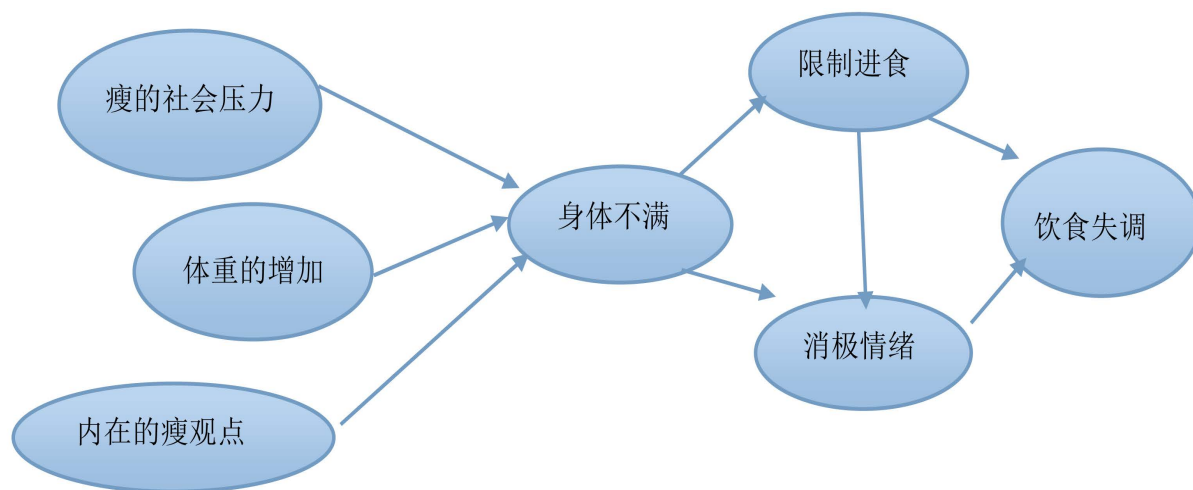 瘦的社会压力
体重的增加
内在的瘦观点
身体不满
限制进食
消极情绪
饮食失调